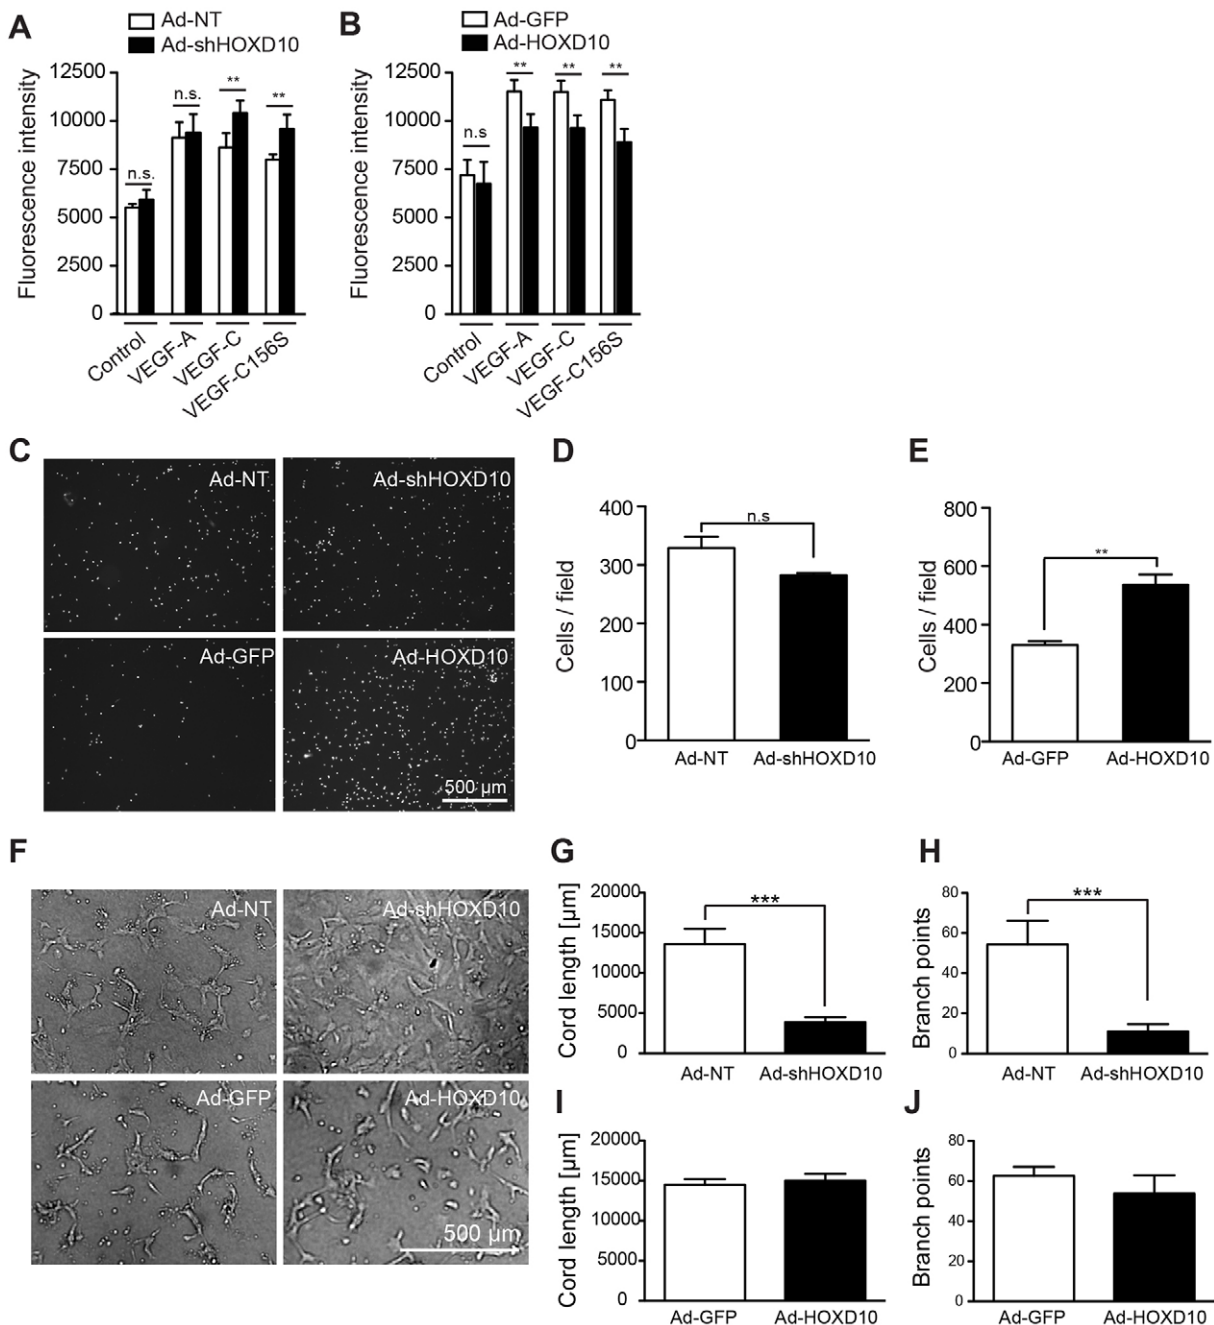 A
Ad-NT
Ad-shHOXD10
Fluorescence intensity
12500
10000
7500
5000
2500
0
n.s.
n.s.
**
**
Control
VEGF-A
VEGF-C
VEGF-C156S
B
Ad-GFP
Ad-HOXD10
Fluorescence intensity
12500
10000
7500
5000
2500
0
n.s
**
**
**
Control
VEGF-A
VEGF-C
VEGF-C156S
C
Ad-NT
Ad-shHOXD10
Ad-GFP
Ad-HOXD10
500 µm
D
Cells / field
400
300
200
100
0
n.s
Ad-NT
Ad-shHOXD10
E
Cells / field
800
600
400
200
0
**
Ad-GFP
Ad-HOXD10
F
Ad-NT
Ad-shHOXD10
Ad-GFP
Ad-HOXD10
500 µm
G
Cord length [µm]
20000
15000
10000
5000
0
***
Ad-NT
Ad-shHOXD10
H
Branch points
80
60
40
20
0
***
Ad-NT
Ad-shHOXD10
I
Cord length [µm]
20000
15000
10000
5000
0
Ad-GFP
Ad-HOXD10
J
Branch points
80
60
40
20
0
Ad-GFP
Ad-HOXD10